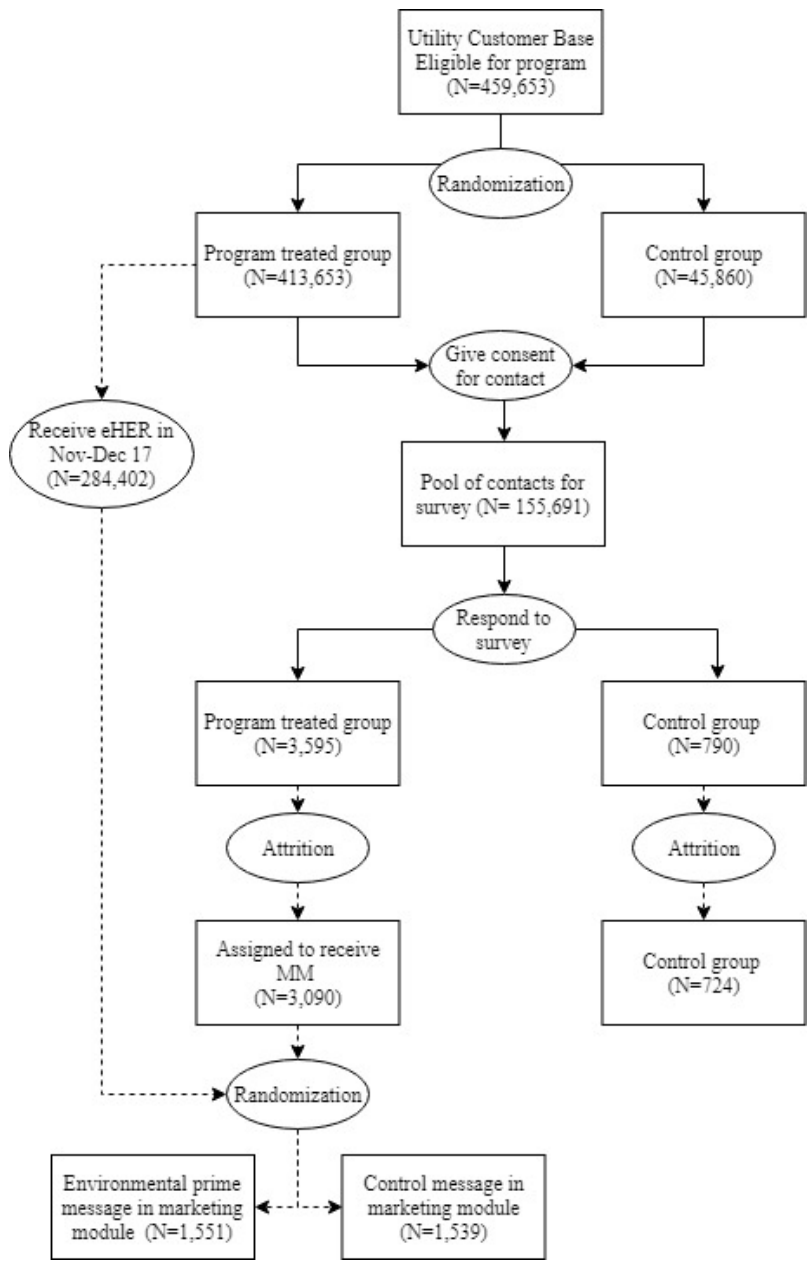 Utility Customer Base
Eligible for program
(N=459,653)
Randomization
Program treated group
(N=413,653)
Control group
(N=45,860)
Give consent
for contact
Receive eHER in
Nov-Dec 17
(N=284,402)
Pool of contacts for
survey (N= 155,691)
Respond to
survey
Program treated group
(N=3,595)
Control group
(N=790)
Attrition
Attrition
Assigned to receive
MM
(N=3,090)
Control group
(N=724)
Randomization
Environmental prime
message in marketing
module (N=1,551)
Control message in
marketing module
(N=1,539)